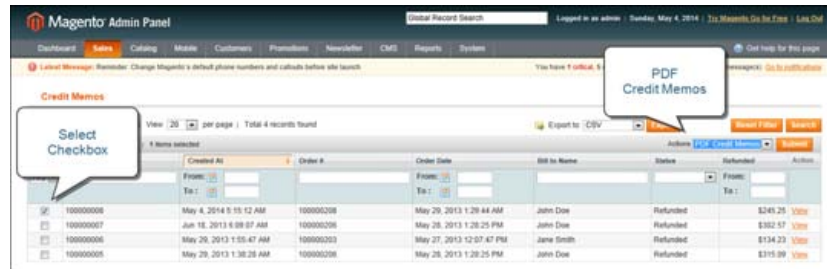 Magento Admin Panel
Global Record Search
Logged in as admin | Sunday, May 4, 2014 | Try Magento Go for Free | Log Out
Dashboard Sales Catalog Mobile Customers Promotions Newsletter CMS Reports System
Get help for this page
Latest Message: Reminder: Change Magento's default phone numbers and callouts before site launch
You have 1 critical, 5
message(s). Go to notifications
PDF
Credit Memos
Credit Memos
View 20 per page | Total 4 records found
Export to: CSV
Reset Filter Search
Select
Checkbox
1 items selected
Actions PDF Credit Memos Submit
Created At Order # Order Date Bill to Name Status Refunded Action
From: From: From:
To : To : To :
100000008 May 4, 2014 5:15:12 AM 100000208 May 29, 2013 1:29:44 AM John Doe Refunded $245.25 View
100000007 Jun 18, 2013 6:09:07 AM 100000206 May 28, 2013 1:28:25 PM John Doe Refunded $302.57 View
100000006 May 29, 2013 1:55:47 AM 100000203 May 27, 2013 12:07:47 PM Jane Smith Refunded $134.23 View
100000005 May 29, 2013 1:38:28 AM 100000206 May 28, 2013 1:28:25 PM John Doe Refunded $315.09 View